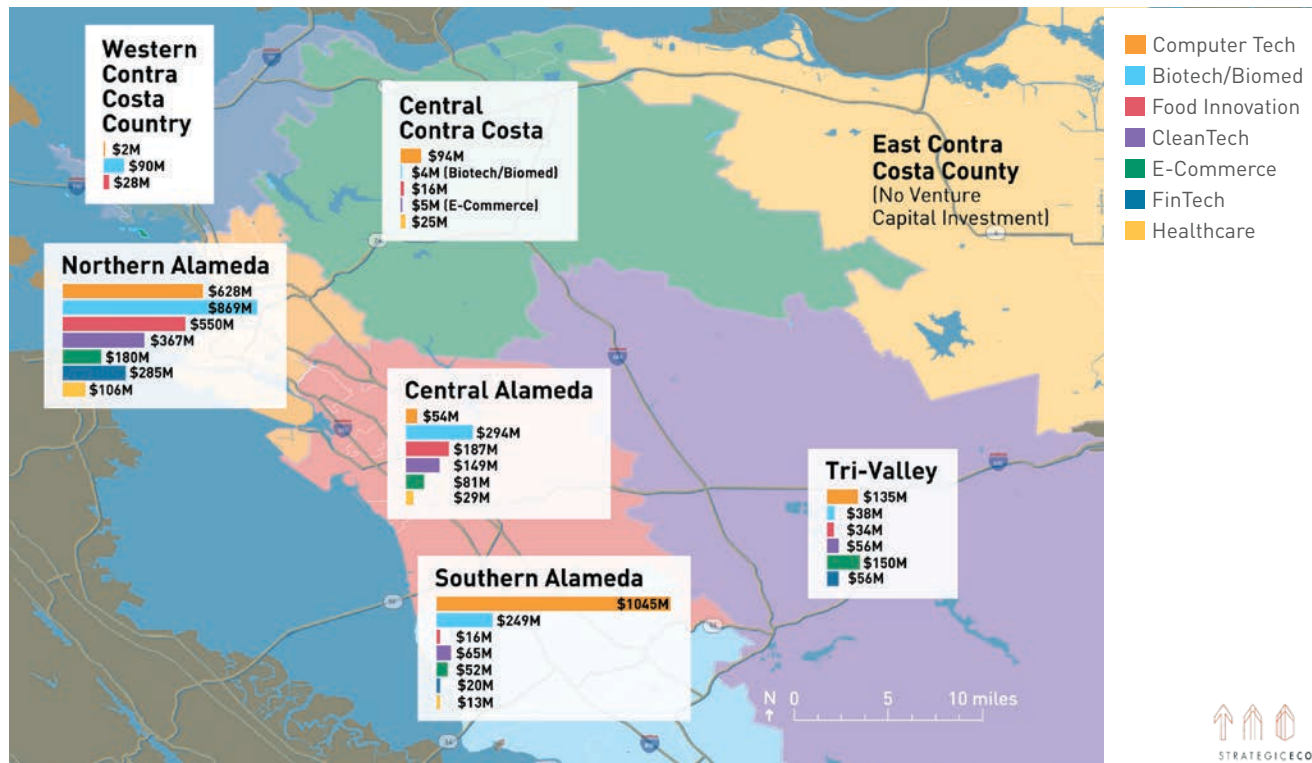 Western
Contra
Costa
Country
$2M
$90M
$28M
Central
Contra Costa
$94M
$4M (Biotech/Biomed)
$16M
$5M (E-Commerce)
$25M
East Contra
Costa County
(No Venture
Capital Investment)
Northern Alameda
$628M
$869M
$550M
$367M
$180M
$285M
$106M
Central Alameda
$54M
$294M
$187M
$149M
$81M
$29M
Tri-Valley
$135M
$38M
$34M
$56M
$150M
$56M
Southern Alameda
$1045M
$249M
$16M
$65M
$52M
$20M
$13M
N 0 5 10 miles
Computer Tech
Biotech/Biomed
Food Innovation
CleanTech
E-Commerce
FinTech
Healthcare
STRATEGICECO